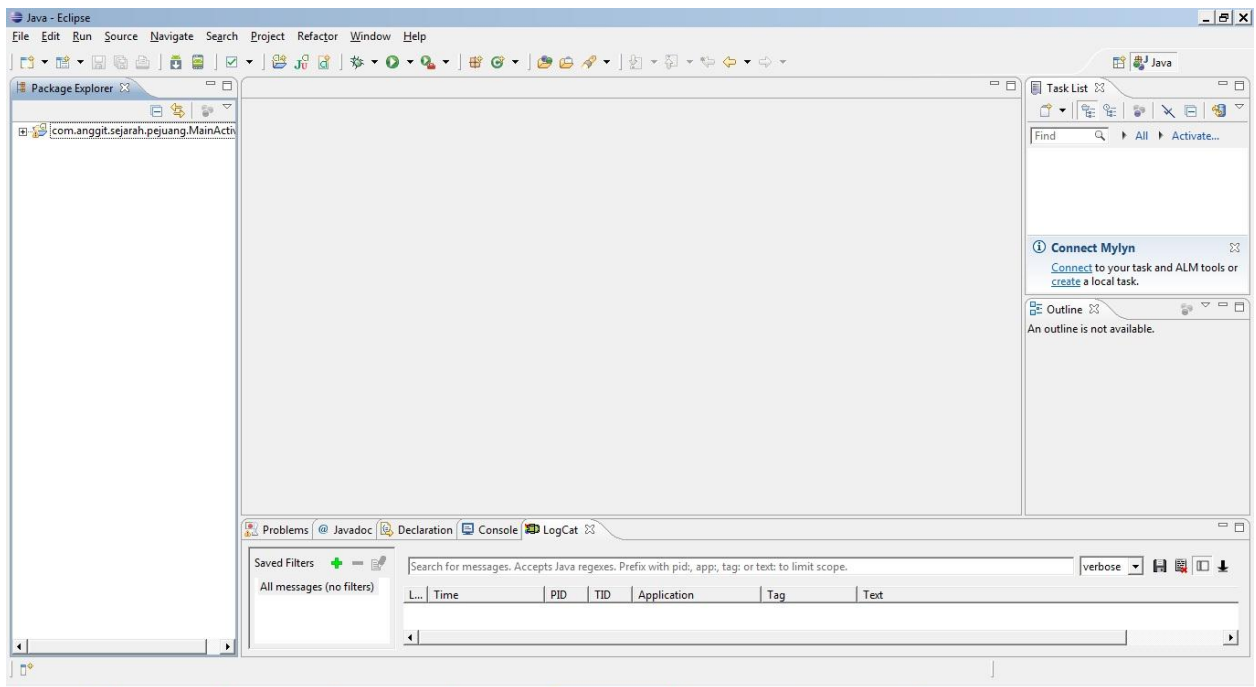 Java - Eclipse
File Edit Run Source Navigate Search Project Refactor Window Help
Java
Package Explorer
com.anggit.sejarah.pejuang.MainActiv
Task List
Find All Activate...
Connect Mylyn
Connect to your task and ALM tools or
create a local task.
Outline
An outline is not available.
Problems @ Javadoc Declaration Console LogCat
Saved Filters
All messages (no filters)
Search for messages. Accepts Java regexes. Prefix with pid:, app:, tag: or text: to limit scope.
verbose
L... Time PID TID Application Tag Text